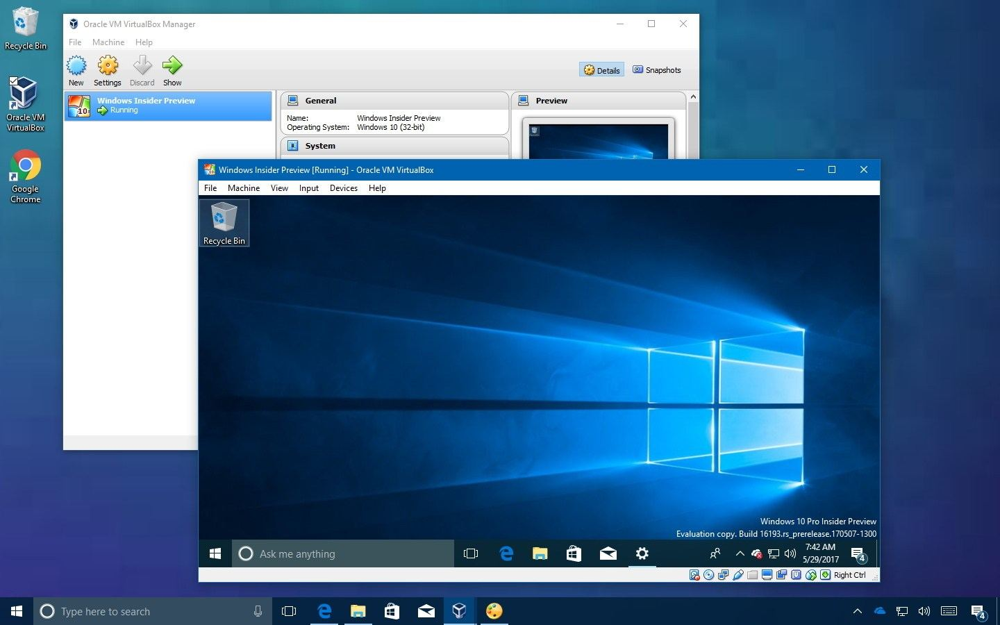 Recycle Bin
Oracle VM
VirtualBox
Google
Chrome
Oracle VM VirtualBox Manager
File Machine Help
New Settings Discard Show
Details Snapshots
10
Windows Insider Preview
Running
General
Name: Windows Insider Preview
Operating System: Windows 10 (32-bit)
System
Preview
Windows Insider Preview [Running] - Oracle VM VirtualBox
File Machine View Input Devices Help
Recycle Bin
Windows 10 Pro Insider Preview
Evaluation copy. Build 16193.rs_prerelease.170507-1300
Ask me anything
7:42 AM
5/29/2017
4
Right Ctrl
Type here to search
4